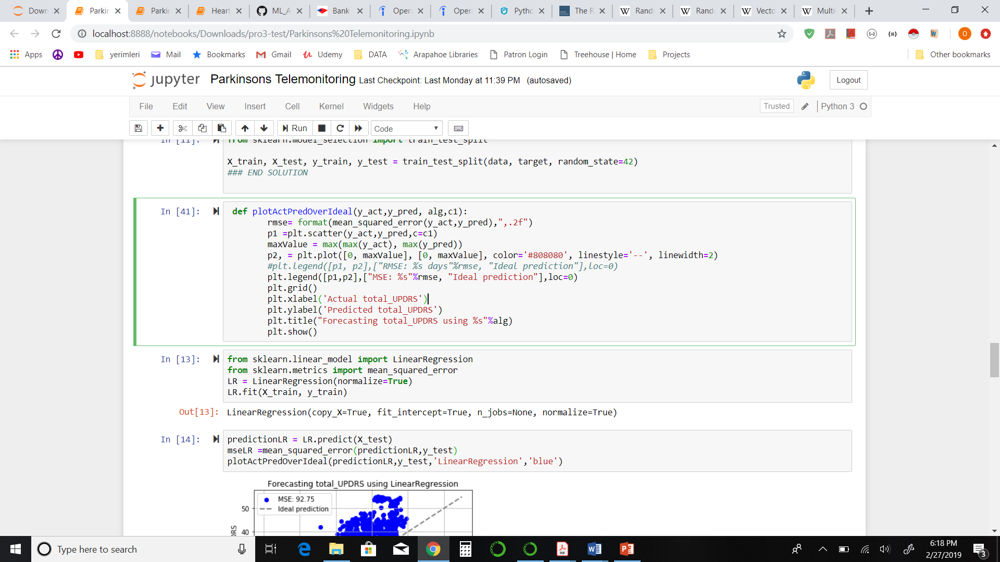 Down
Parkin
Parkin
Heart
ML_A
Bank
Opera
Opera
Pytho
The R
Rand
Rand
Vecto
Multi
localhost:8888/notebooks/Downloads/pro3-test/Parkinsons%20Telemonitoring.ipynb
Apps
yerimleri
Mail
Bookmarks
Gmail
Udemy
DATA
Arapahoe Libraries
Patron Login
Treehouse | Home
Projects
Other bookmarks
jupyter Parkinsons Telemonitoring Last Checkpoint: Last Monday at 11:39 PM (autosaved)
Logout
File Edit View Insert Cell Kernel Widgets Help
Trusted
Python 3
Run
Code
In [11]: from sklearn.model_selection import train_test_split
X_train, X_test, y_train, y_test = train_test_split(data, target, random_state=42)
### END SOLUTION
In [41]: def plotActPredOverIdeal(y_act,y_pred, alg,c1):
rmse= format(mean_squared_error(y_act,y_pred),",.2f")
p1 =plt.scatter(y_act,y_pred,c=c1)
maxValue = max(max(y_act), max(y_pred))
p2, = plt.plot([0, maxValue], [0, maxValue], color='#808080', linestyle='--', linewidth=2)
#plt.legend([p1, p2],["RMSE: %s days"%rmse, "Ideal prediction"],loc=0)
plt.legend([p1,p2],["MSE: %s"%rmse, "Ideal prediction"],loc=0)
plt.grid()
plt.xlabel('Actual total_UPDRS')
plt.ylabel('Predicted total_UPDRS')
plt.title("Forecasting total_UPDRS using %s"%alg)
plt.show()
In [13]: from sklearn.linear_model import LinearRegression
from sklearn.metrics import mean_squared_error
LR = LinearRegression(normalize=True)
LR.fit(X_train, y_train)
Out[13]: LinearRegression(copy_X=True, fit_intercept=True, n_jobs=None, normalize=True)
In [14]: predictionLR = LR.predict(X_test)
mseLR =mean_squared_error(predictionLR,y_test)
plotActPredOverIdeal(predictionLR,y_test,'LinearRegression','blue')
Forecasting total_UPDRS using LinearRegression
MSE: 92.75
Ideal prediction
50
40
DRS
Type here to search
6:18 PM
2/27/2019
3